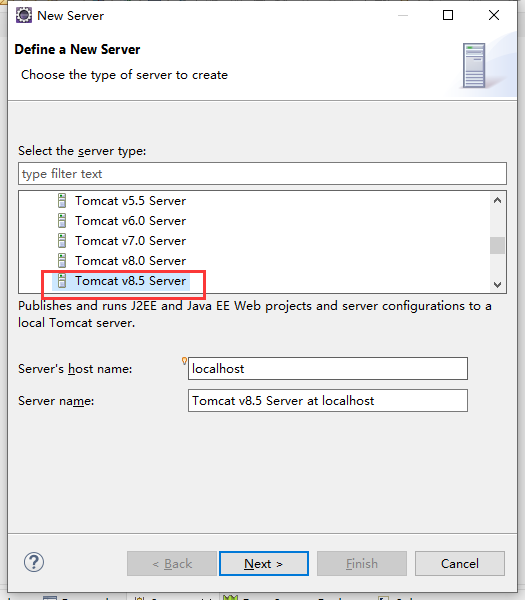 New Server
Define a New Server
Choose the type of server to create
Select the server type:
type filter text
Tomcat v5.5 Server
Tomcat v6.0 Server
Tomcat v7.0 Server
Tomcat v8.0 Server
Tomcat v8.5 Server
Publishes and runs J2EE and Java EE Web projects and server configurations to a
local Tomcat server.
Server's host name:
localhost
Server name:
Tomcat v8.5 Server at localhost
?
< Back
Next >
Finish
Cancel